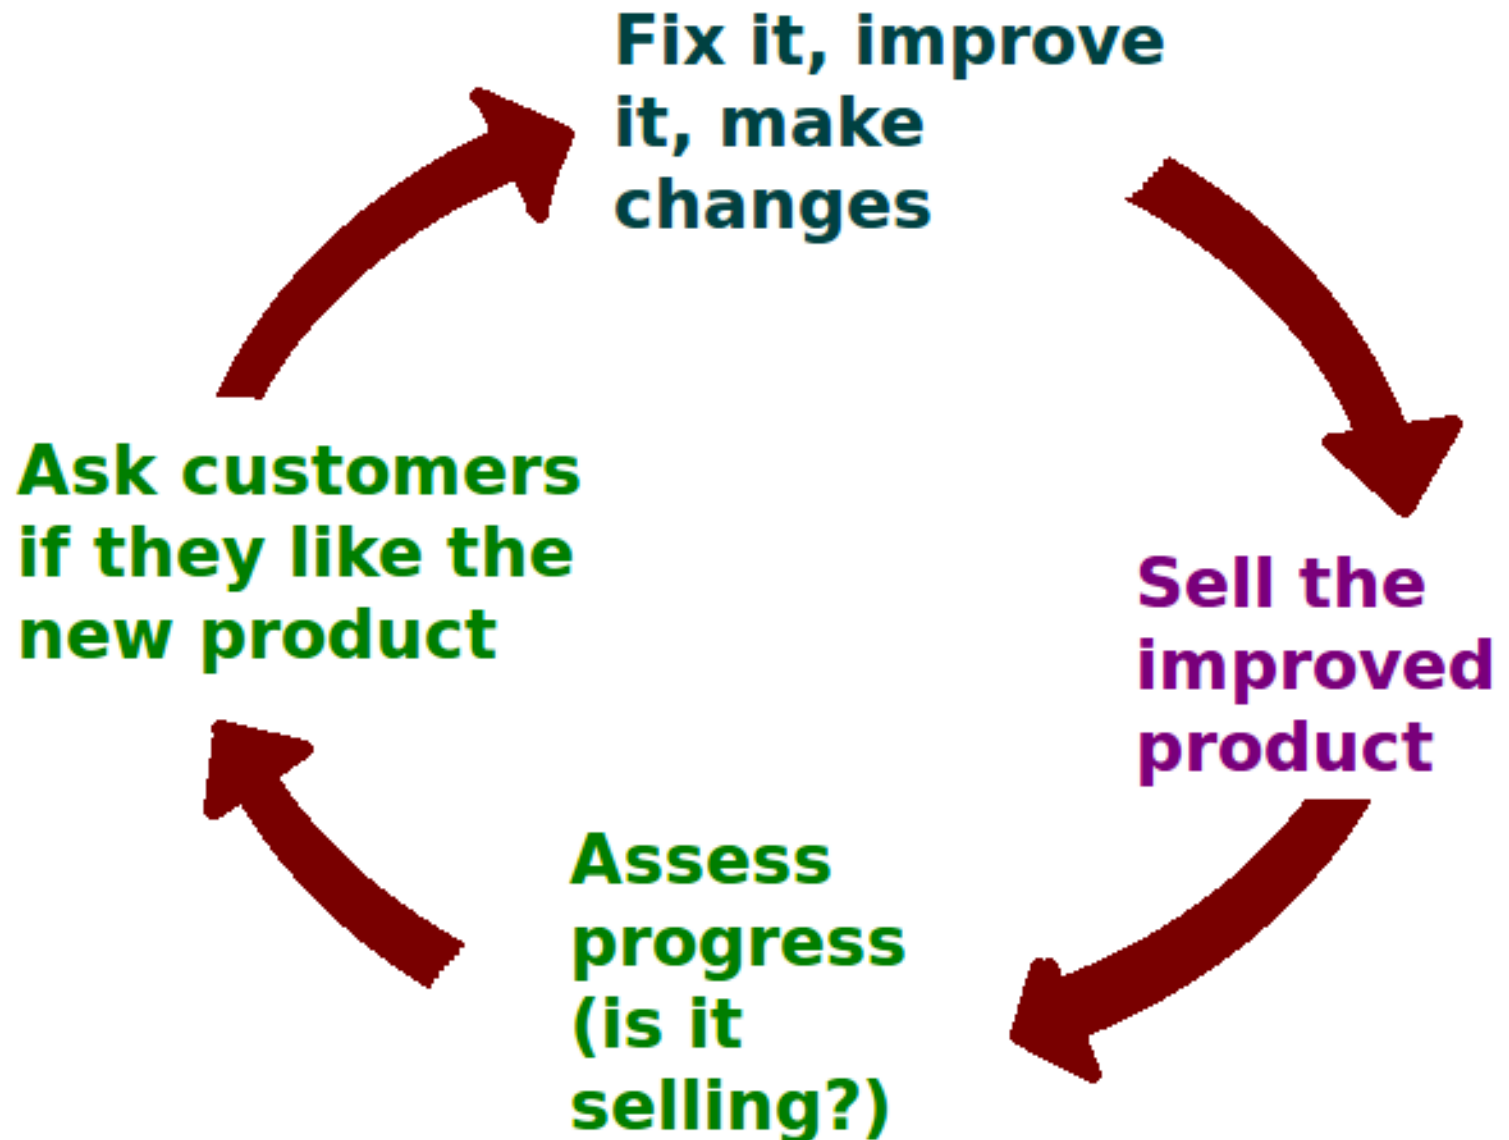 Fix it, improve
it, make
changes
Sell the
improved
product
Assess
progress
(is it
selling?)
Ask customers
if they like the
new product